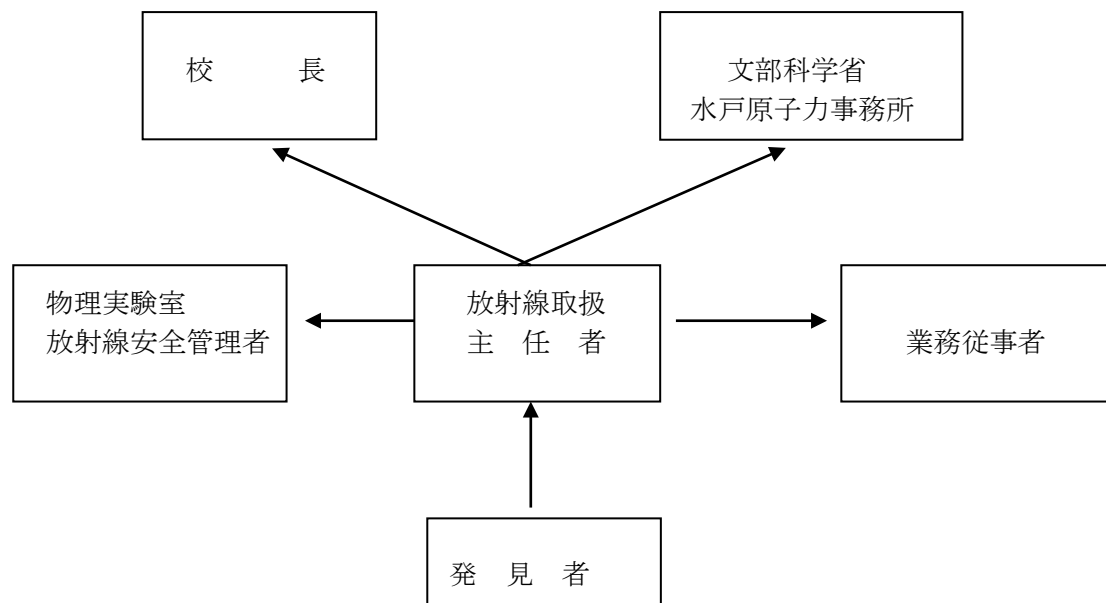 校　　　長
文部科学省
水戸原子力事務所
物理実験室
放射線安全管理者
放射線取扱
主　任　者
業務従事者
発　見　者